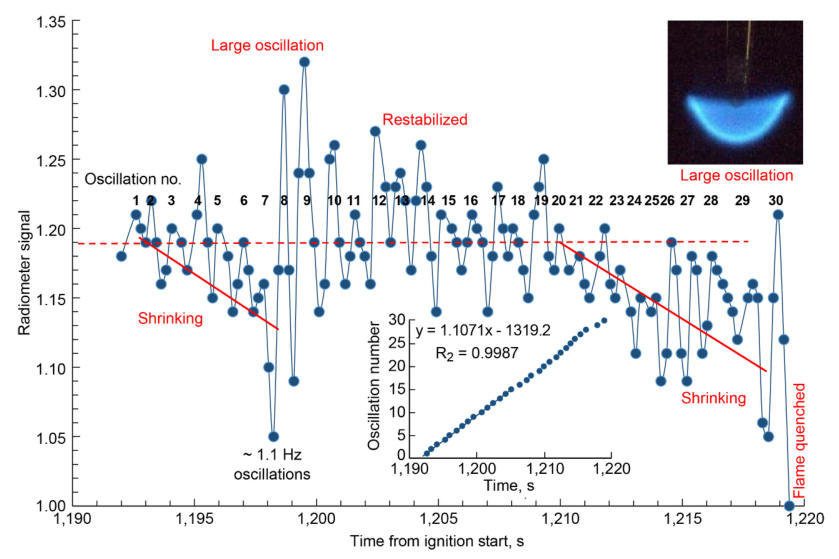 1.35
1.30
1.25
1.20
1.15
1.10
1.05
1.00
Radiometer signal
1,190
1,195
1,200
1,205
1,210
1,215
1,220
Time from ignition start, s
Large oscillation
Restabilized
Large oscillation
Oscillation no.
1 2 3 4 5 6 7 8 9 10 11 12 13 14 15 16 17 18 19 20 21 22 23 24 25 26 27 28 29 30
Shrinking
~ 1.1 Hz
oscillations
Shrinking
Flame quenched
y = 1.1071x - 1319.2
R2 = 0.9987
Oscillation number
30
25
20
15
10
5
0
1,190
1,200
1,210
1,220
Time, s